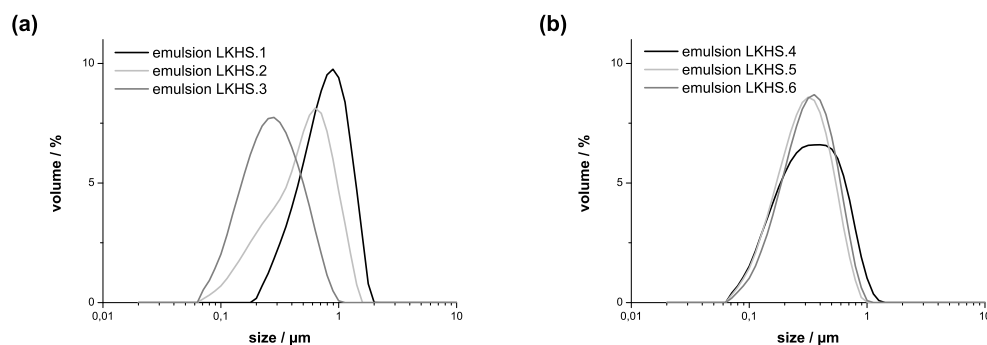 (a)
emulsion LKHS.1
emulsion LKHS.2
emulsion LKHS.3
10
5
0
volume / %
0,01
0,1
1
10
size / µm
(b)
emulsion LKHS.4
emulsion LKHS.5
emulsion LKHS.6
10
5
0
volume / %
0,01
0,1
1
10
size / µm